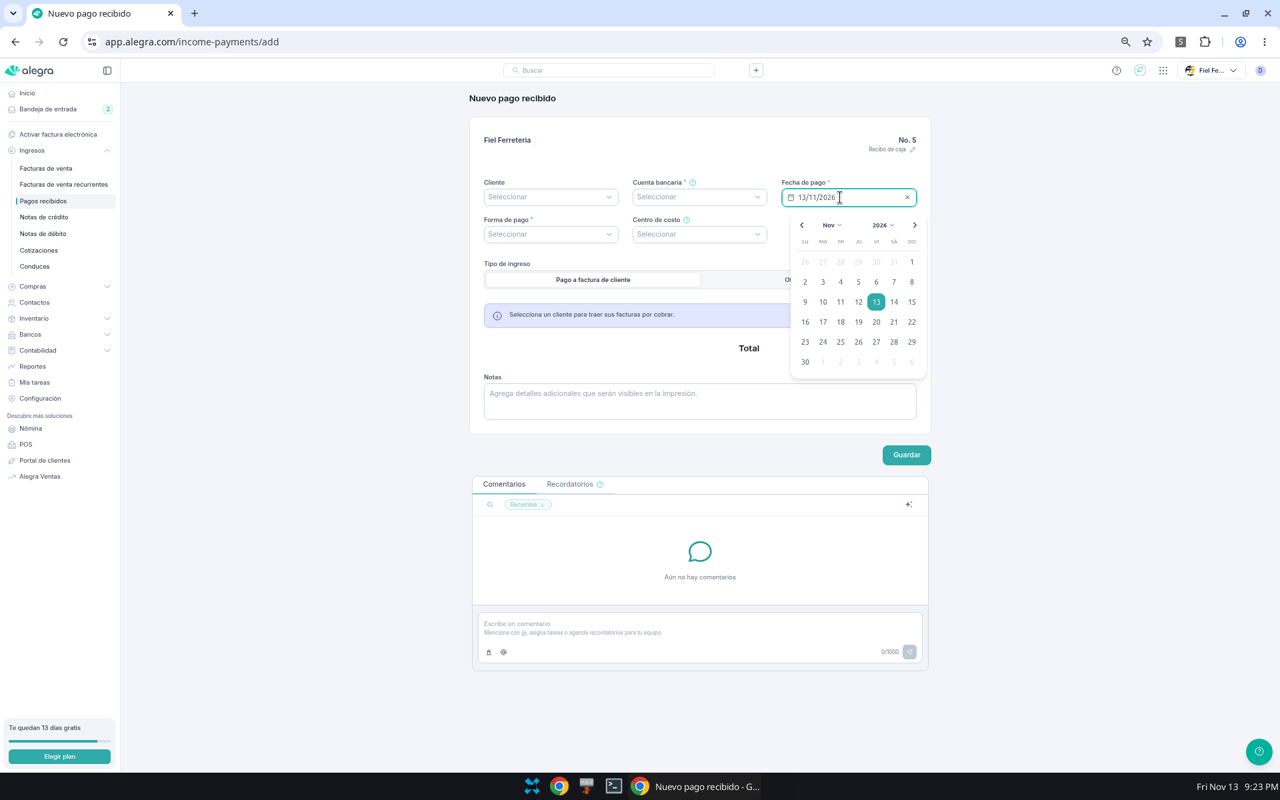 Nuevo pago recibido
app.alegra.com/income-payments/add
alegra
Buscar
Fiel Fe...
D
Inicio
Bandeja de entrada 2
Activar factura electrónica
Ingresos
Facturas de venta
Facturas de venta recurrentes
Pagos recibidos
Notas de crédito
Notas de débito
Cotizaciones
Conduces
Compras
Contactos
Inventario
Bancos
Contabilidad
Reportes
Mis tareas
Configuración
Descubre más soluciones
Nómina
POS
Portal de clientes
Alegra Ventas
Te quedan 13 días gratis
Elegir plan
Nuevo pago recibido
Fiel Ferreteria
No. 5
Recibo de caja
Cliente
Seleccionar
Cuenta bancaria *
Seleccionar
Fecha de pago *
13/11/2026
Forma de pago *
Seleccionar
Centro de costo
Seleccionar
Nov 2026
LU MA MI JU VI SÁ DO
26 27 28 29 30 31 1
2 3 4 5 6 7 8
9 10 11 12 13 14 15
16 17 18 19 20 21 22
23 24 25 26 27 28 29
30 1 2 3 4 5 6
Tipo de ingreso
Pago a factura de cliente
Selecciona un cliente para traer sus facturas por cobrar.
Total
Notas
Agrega detalles adicionales que serán visibles en la impresión.
Guardar
Comentarios
Recordatorios
Recientes ↓
Aún no hay comentarios
Escribe un comentario
Menciona con @, asigna tareas o agenda recordatorios para tu equipo
0/1000
Nuevo pago recibido - G...
Fri Nov 13 9:23 PM